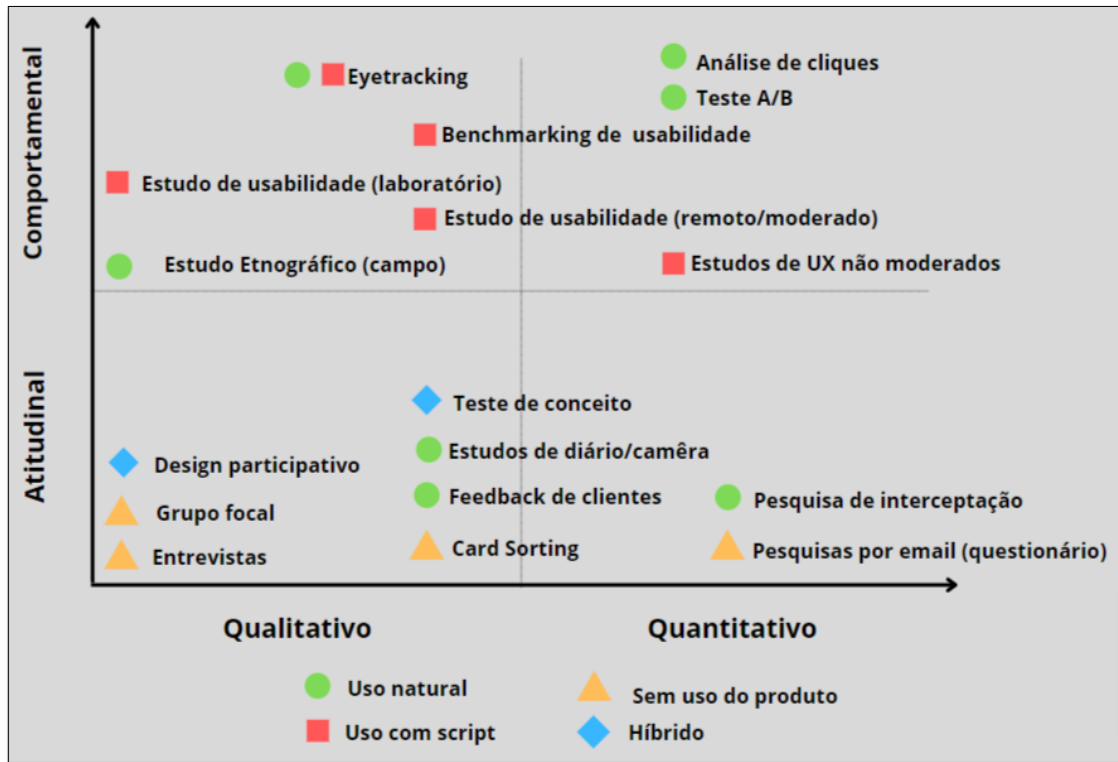 Comportamental
Eyetracking
Análise de cliques
Teste A/B
Benchmarking de usabilidade
Estudo de usabilidade (laboratório)
Estudo de usabilidade (remoto/moderado)
Estudo Etnográfico (campo)
Estudos de UX não moderados
Atitudinal
Teste de conceito
Estudos de diário/camêra
Design participativo
Feedback de clientes
Pesquisa de interceptação
Grupo focal
Card Sorting
Pesquisas por email (questionário)
Entrevistas
Qualitativo
Quantitativo
Uso natural
Sem uso do produto
Uso com script
Híbrido